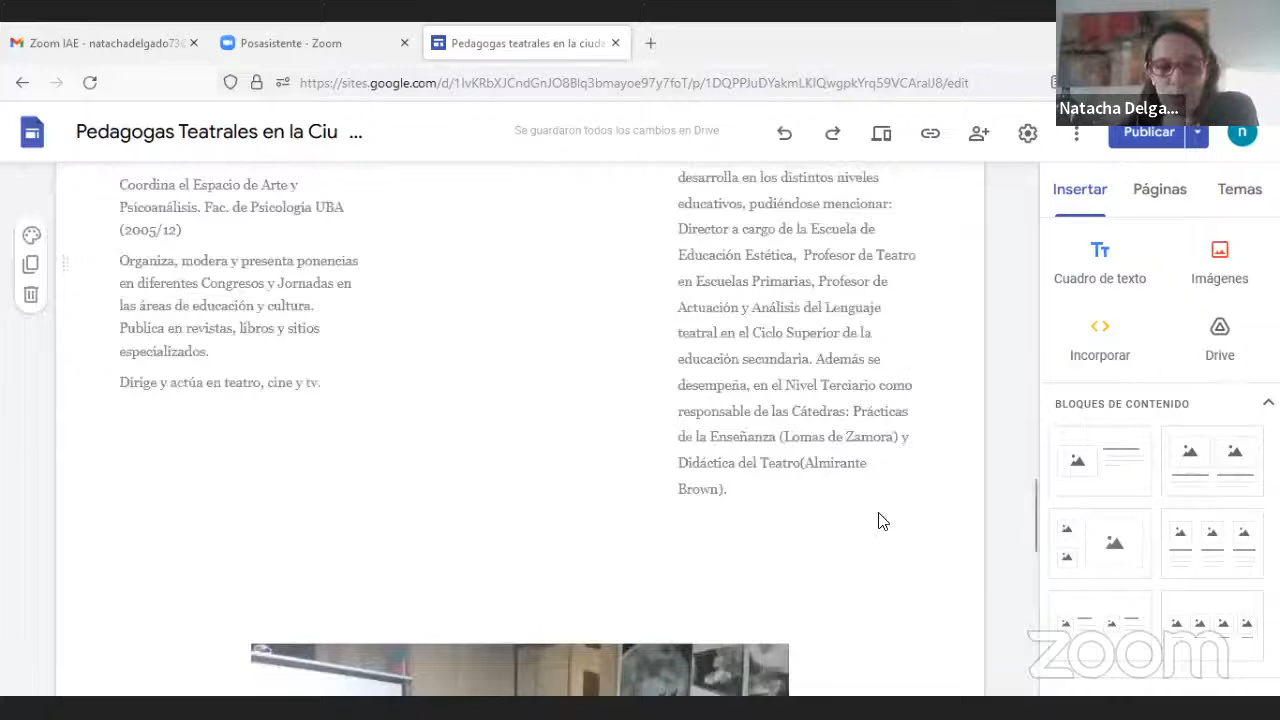 Zoom IAE - natachadelgado73@
Posasistente - Zoom
Pedagogas teatrales en la ciuda
https://sites.google.com/d/1IvKRbXJCndGnJO8Blq3bmayoe97y7foT/p/1DQPPJuDYakmLKIQwgpkYrq59VCAraIJ8/edit
Natacha Delga...
Pedagogas Teatrales en la Ciu ...
Se guardaron todos los cambios en Drive
Publicar
n
Insertar
Páginas
Temas
Coordina el Espacio de Arte y
Psicoanálisis. Fac. de Psicología UBA
(2005/12)
Organiza, modera y presenta ponencias
en diferentes Congresos y Jornadas en
las áreas de educación y cultura.
Publica en revistas, libros y sitios
especializados.
Dirige y actúa en teatro, cine y tv.
desarrolla en los distintos niveles
educativos, pudiéndose mencionar:
Director a cargo de la Escuela de
Educación Estética, Profesor de Teatro
en Escuelas Primarias, Profesor de
Actuación y Análisis del Lenguaje
teatral en el Ciclo Superior de la
educación secundaria. Además se
desempeña, en el Nivel Terciario como
responsable de las Cátedras: Prácticas
de la Enseñanza (Lomas de Zamora) y
Didáctica del Teatro(Almirante
Brown).
Tt
Cuadro de texto
Imágenes
Incorporar
Drive
BLOQUES DE CONTENIDO
zoom